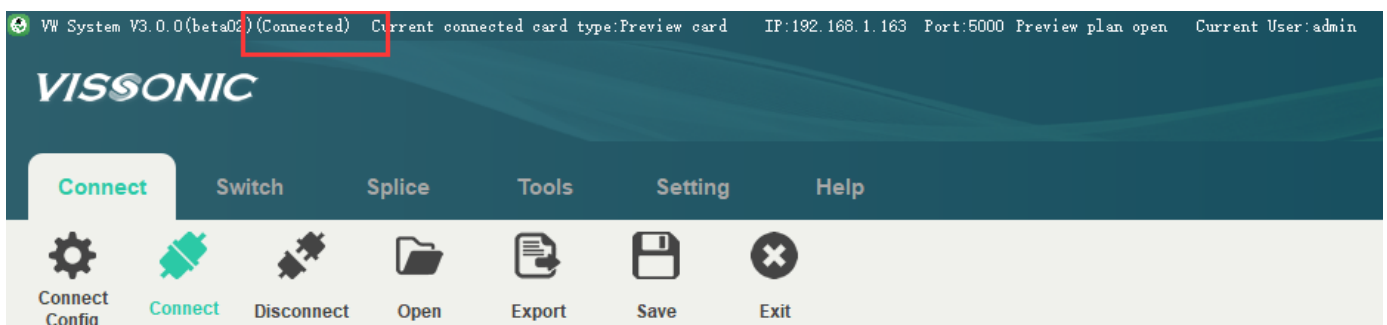 VW System V3.0.0(beta02)(Connected) Current connected card type:Preview card IP:192.168.1.163 Port:5000 Preview plan open Current User:admin
VISSONIC
Connect Switch Splice Tools Setting Help
Connect Config Connect Disconnect Open Export Save Exit